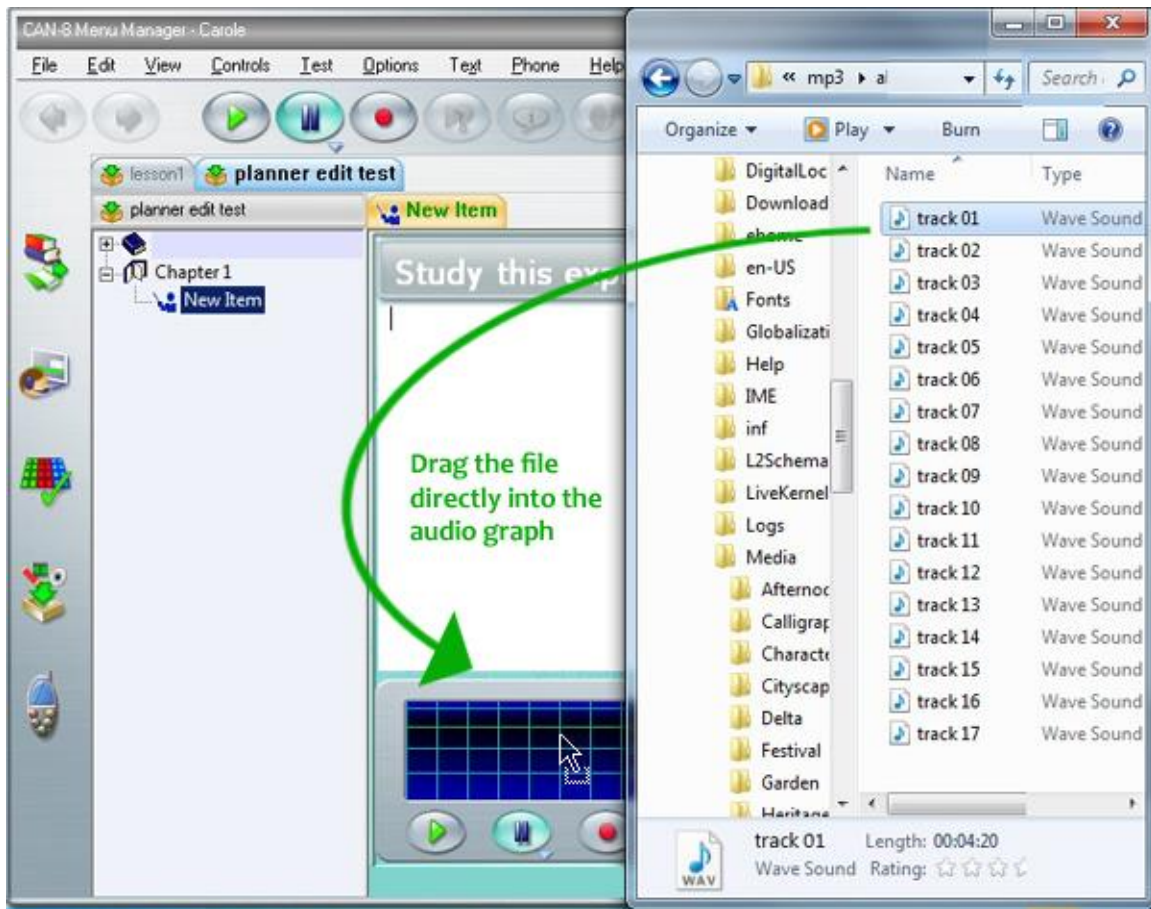 CAN-8 Menu Manager - Carole
File Edit View Controls Test Options Text Phone Help
lesson1 planner edit test
planner edit test
New Item
Chapter 1
New Item
Study this exp
Drag the file
directly into the
audio graph
« mp3 ▸ al
Search
Organize Play Burn
DigitalLoc
Download
ehome
en-US
Fonts
Globalizati
Help
IME
inf
L2Schema
LiveKernel
Logs
Media
Afternoo
Calligrap
Characte
Cityscap
Delta
Festival
Garden
Heritage
Name Type
track 01 Wave Sound
track 02 Wave Sound
track 03 Wave Sound
track 04 Wave Sound
track 05 Wave Sound
track 06 Wave Sound
track 07 Wave Sound
track 08 Wave Sound
track 09 Wave Sound
track 10 Wave Sound
track 11 Wave Sound
track 12 Wave Sound
track 13 Wave Sound
track 14 Wave Sound
track 15 Wave Sound
track 16 Wave Sound
track 17 Wave Sound
track 01 Length: 00:04:20
Wave Sound Rating:
WAV